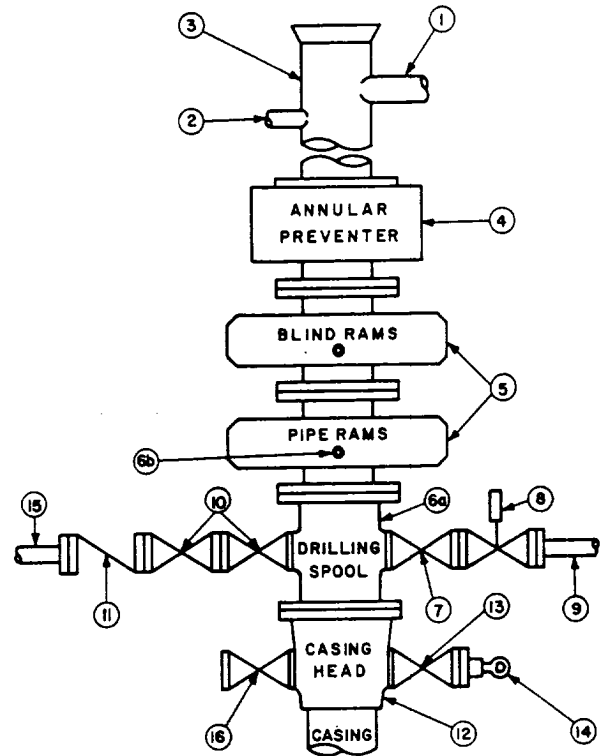 3
1
2
ANNULAR
PREVENTER
4
BLIND RAMS
5
PIPE RAMS
6b
6a
8
15
10
DRILLING
SPOOL
11
7
13
9
CASING
HEAD
16
12
14
CASING